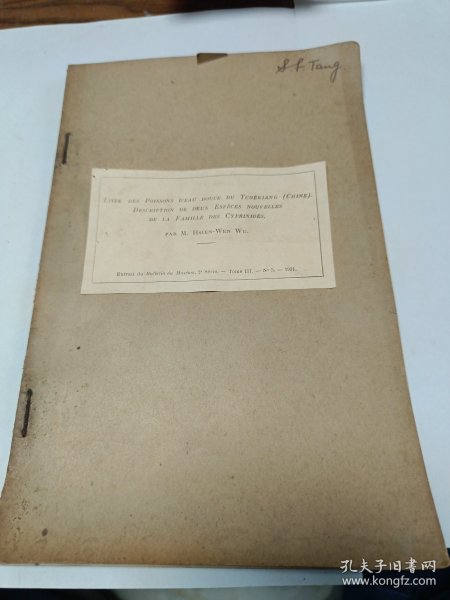 S. S. Tang
Liste des Poissons d'eau douce du Tchékiang (Chine).
Description de deux Espèces nouvelles
de la Famille des Cyprinidés,
par M. Hsien-Wen Wu.
Extrait du Bulletin du Muséum, 2e Série. — Tome III. — No 5. — 1931.
孔夫子旧书网
www.kongfz.com